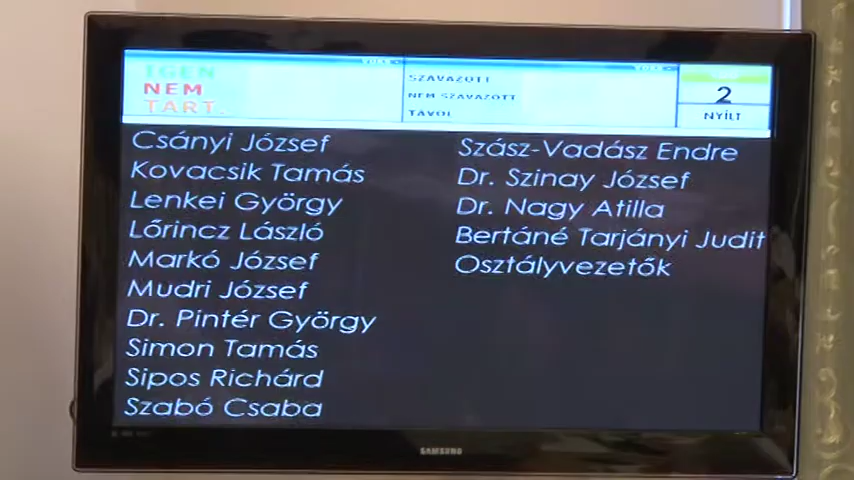 IGEN
NEM
TART.
SZAVAZOTT
NEM SZAVAZOTT
TÁVOL
2
NYÍLT
Csányi József
Kovacsik Tamás
Lenkei György
Lőrincz László
Markó József
Mudri József
Dr. Pintér György
Simon Tamás
Sipos Richárd
Szabó Csaba
Szász-Vadász Endre
Dr. Szinay József
Dr. Nagy Atilla
Bertáné Tarjányi Judit
Osztályvezetők
SAMSUNG